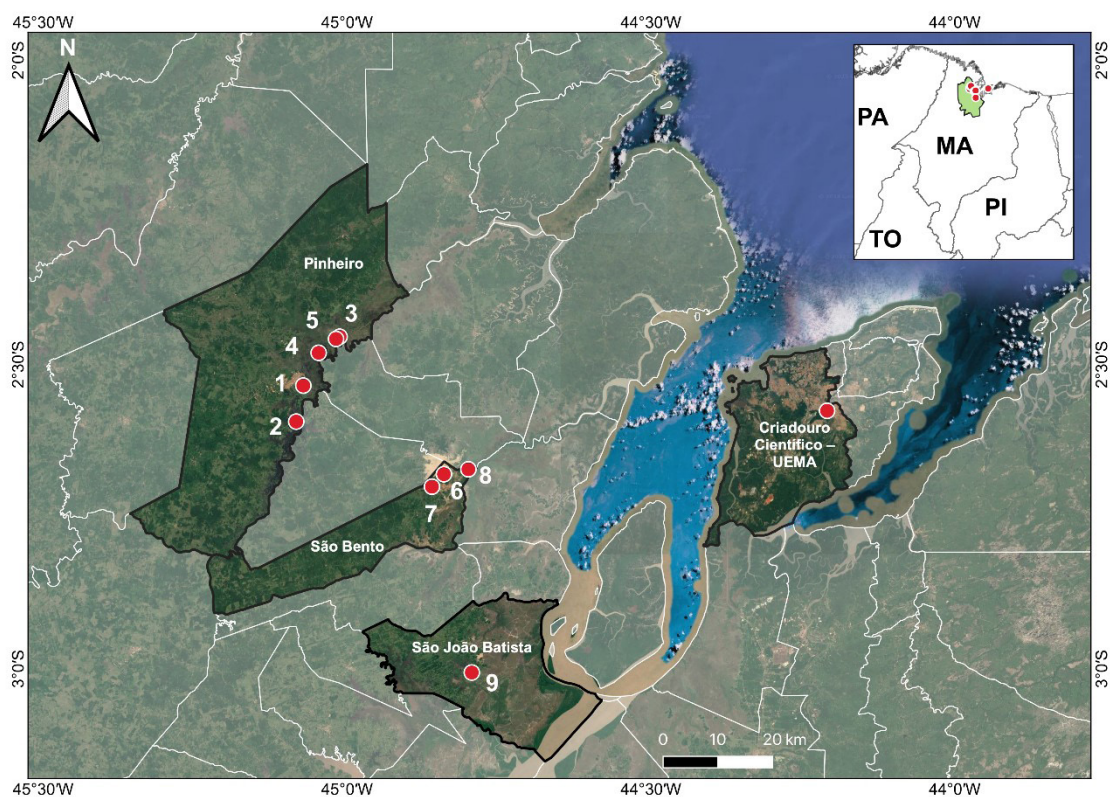 45°30'W 45°0'W 44°30'W 44°0'W
2°0'S 2°0'S
N
PA
MA
PI
TO
Pinheiro
5 3
4
2°30'S 2°30'S
1
2
Criadouro
Científico –
UEMA
8
6
7
São Bento
São João Batista
9
3°0'S 3°0'S
0 10 20 km
45°30'W 45°0'W 44°30'W 44°0'W